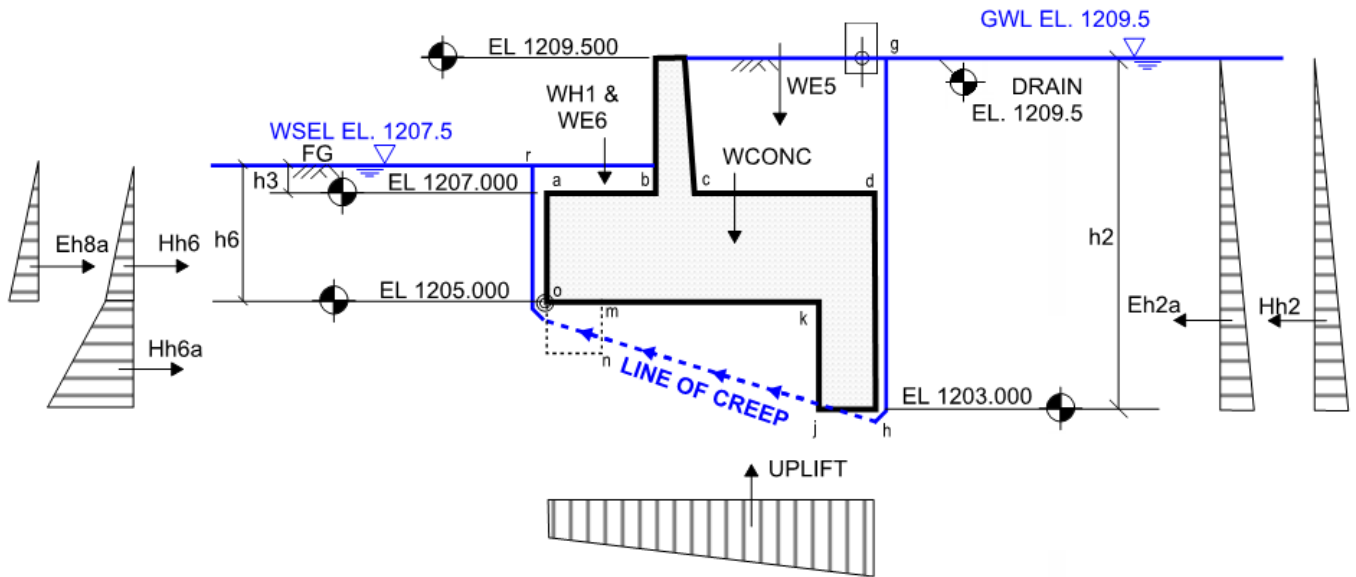 GWL EL. 1209.5
EL 1209.500
g
WE5
DRAIN
EL. 1209.5
WH1 &
WE6
WSEL EL. 1207.5
FG
r
WCONC
h3
EL 1207.000
a
b
c
d
h6
Eh8a
Hh6
h2
EL 1205.000
o
m
k
Eh2a
Hh2
Hh6a
n
LINE OF CREEP
EL 1203.000
j
h
UPLIFT